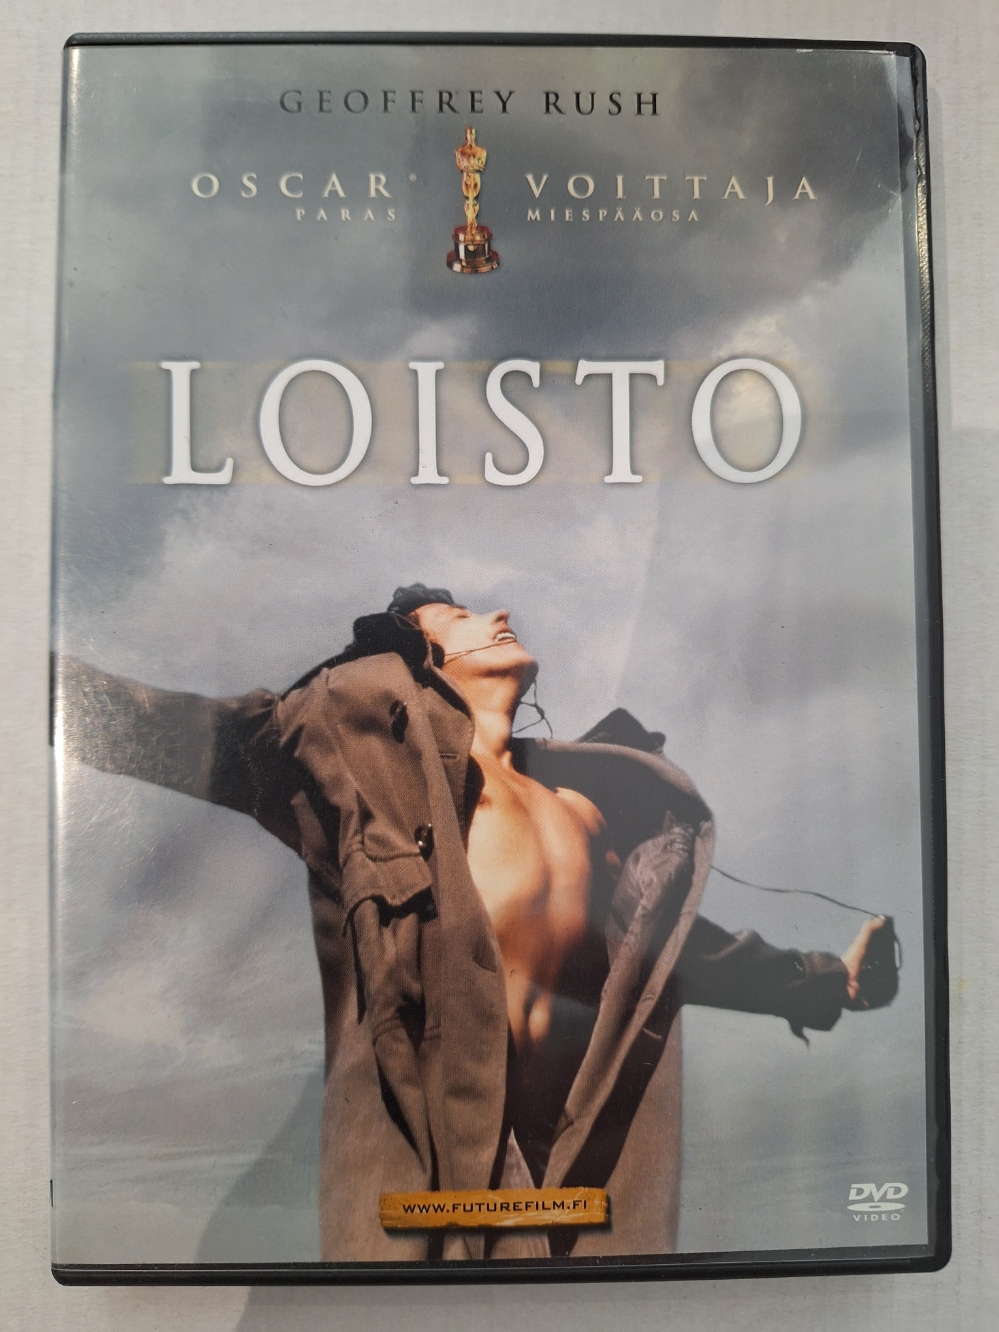 GEOFFREY RUSH
OSCAR® VOITTAJA
PARAS MIESPÄÄOSA
LOISTO
WWW.FUTUREFILM.FI
DVD
VIDEO